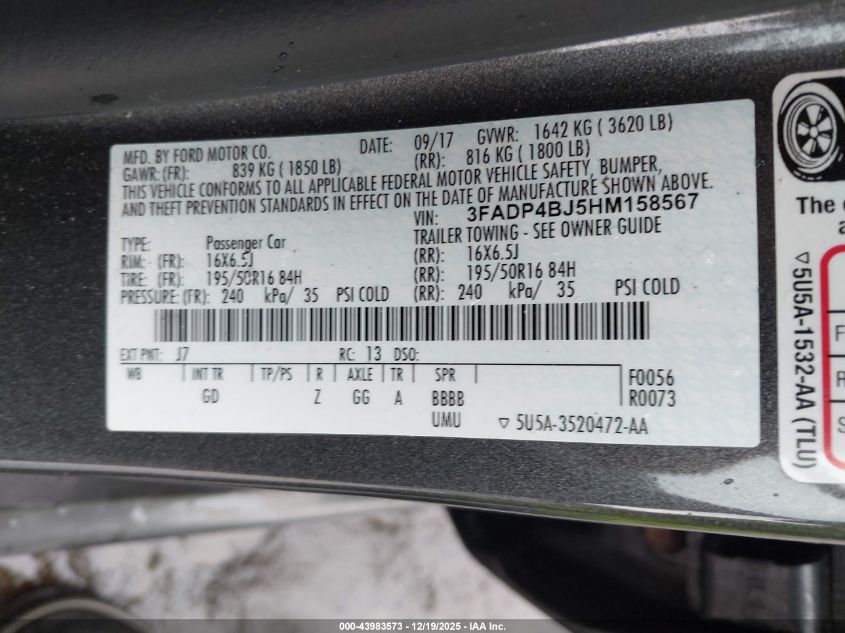 MFD. BY FORD MOTOR CO. DATE: 09/17 GVWR: 1642 KG ( 3620 LB)
GAWR: (FR): 839 KG ( 1850 LB) (RR): 816 KG ( 1800 LB)
THIS VEHICLE CONFORMS TO ALL APPLICABLE FEDERAL MOTOR VEHICLE SAFETY, BUMPER,
AND THEFT PREVENTION STANDARDS IN EFFECT ON THE DATE OF MANUFACTURE SHOWN ABOVE.
VIN: 3FADP4BJ5HM158567
TYPE: Passenger Car TRAILER TOWING - SEE OWNER GUIDE
RIM: (FR): 16X6.5J (RR): 16X6.5J
TIRE: (FR): 195/50R16 84H (RR): 195/50R16 84H
PRESSURE: (FR): 240 kPa/ 35 PSI COLD (RR): 240 kPa/ 35 PSI COLD
EXT PNT: J7 RC: 13 DSO:
WB INT TR TP/PS R AXLE TR SPR F0056
GD Z GG A BBBB R0073
UMU ▽ 5U5A-3520472-AA
▽5U5A-1532-AA (TLU)
The
a
F
R
S
000-43983573 - 12/19/2025 - IAA Inc.